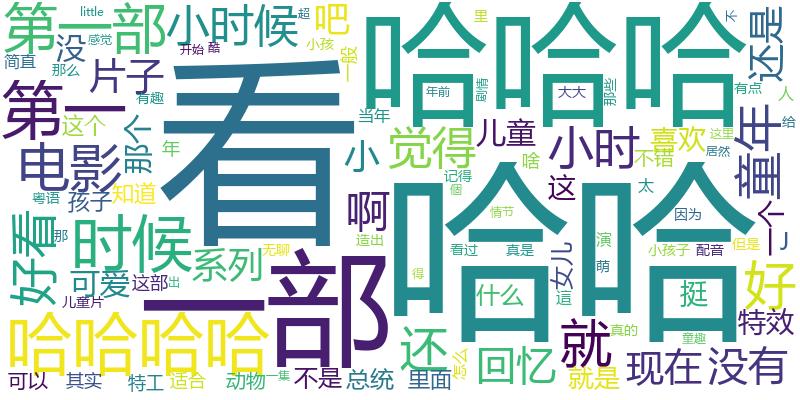 第一部 little 小时候 超 吧 哈哈哈 里 不 还是
简直 没 感觉 开始 酷 小孩 一般
片子 那么 有趣
第一 这个 那个 看 当年 年前 剧情 大大 那些 有点 人
电影 年 小 觉得 儿童 啥 小时 喜欢 不错 童年 给 这里 居然
粤语 孩子 知道 啊 记得 這 这 太 一个
好看 那 时候 无聊 造出 個 情节 哈哈 女儿 演 因为
可爱 这部 出 系列 一部 看过 真是 萌 小孩子 配音 但是
儿童片 得 什么 這 挺 好
哈哈哈哈 还 回忆 怎么 就 真的 童趣 特效
可以 其实 特工 适合 动物 一集 不是 总统 里面 就是 现在 没有